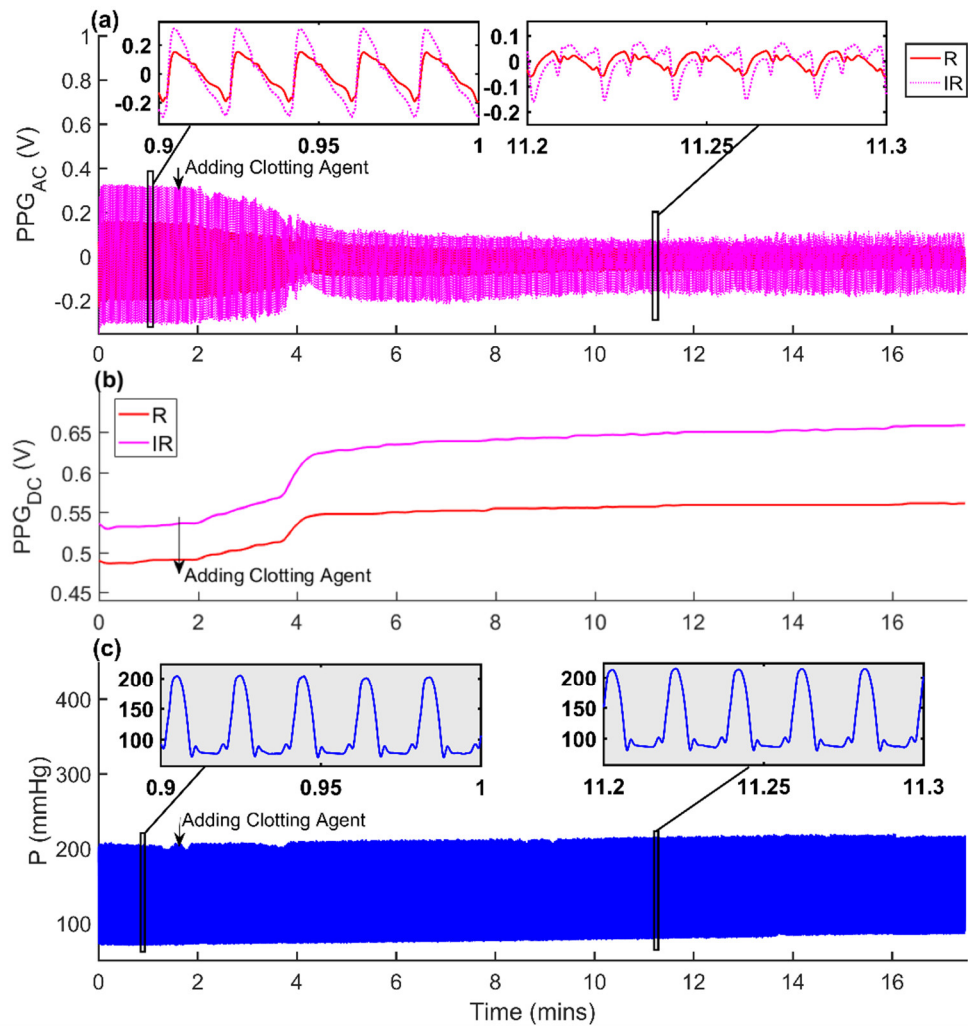 (a)
1
0.8
0.6
0.4
0.2
0
-0.2
PPG_AC (V)
0.2
0
-0.2
0.9 0.95 1
0.1
0
-0.1
-0.2
11.2 11.25 11.3
R
IR
Adding Clotting Agent
0 2 4 6 8 10 12 14 16
(b)
R
IR
0.65
0.6
0.55
0.5
0.45
PPG_DC (V)
Adding Clotting Agent
0 2 4 6 8 10 12 14 16
(c)
400
300
200
100
P (mmHg)
200
150
100
0.9 0.95 1
200
150
100
11.2 11.25 11.3
Adding Clotting Agent
0 2 4 6 8 10 12 14 16
Time (mins)